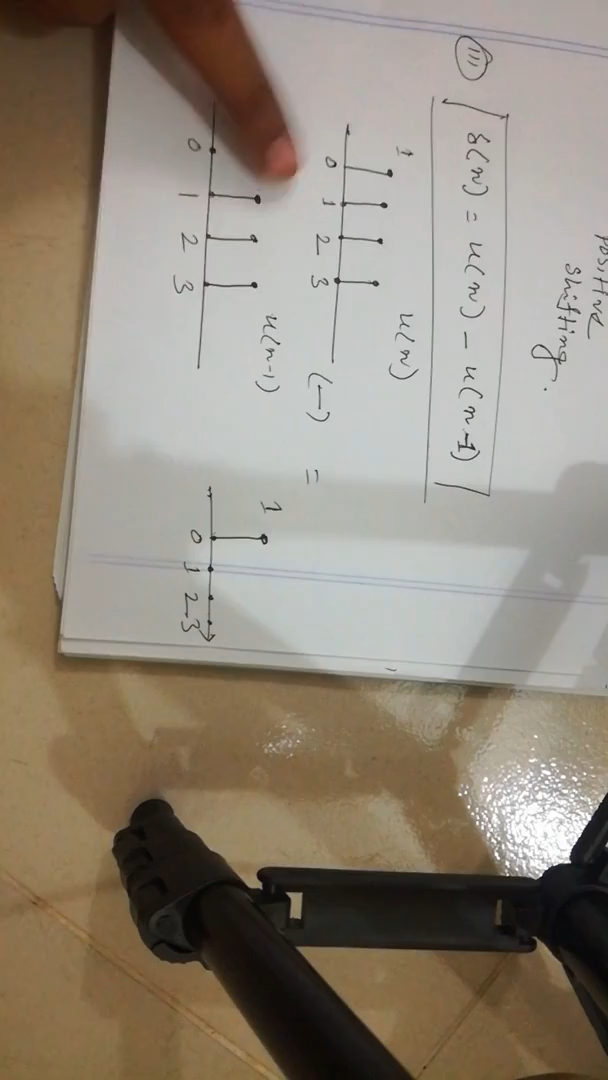 positive
shifting.
(iii) δ(n) = u(n) - u(n-1)
1
u(n)
0 1 2 3
(-) =
u(n-1)
0 1 2 3
1
0 1 2 3